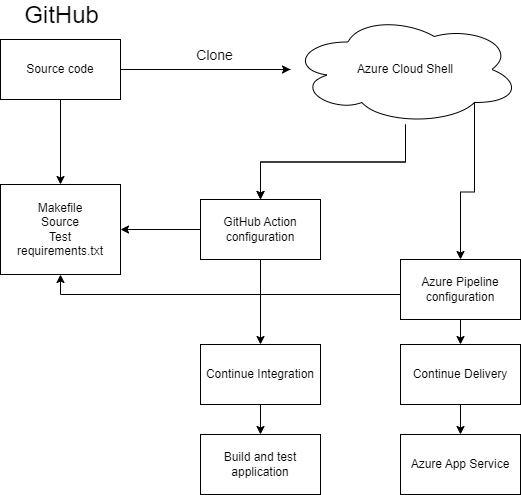 GitHub
Source code
Clone
Azure Cloud Shell
Makefile
Source
Test
requirements.txt
GitHub Action
configuration
Azure Pipeline
configuration
Continue Integration
Continue Delivery
Build and test
application
Azure App Service